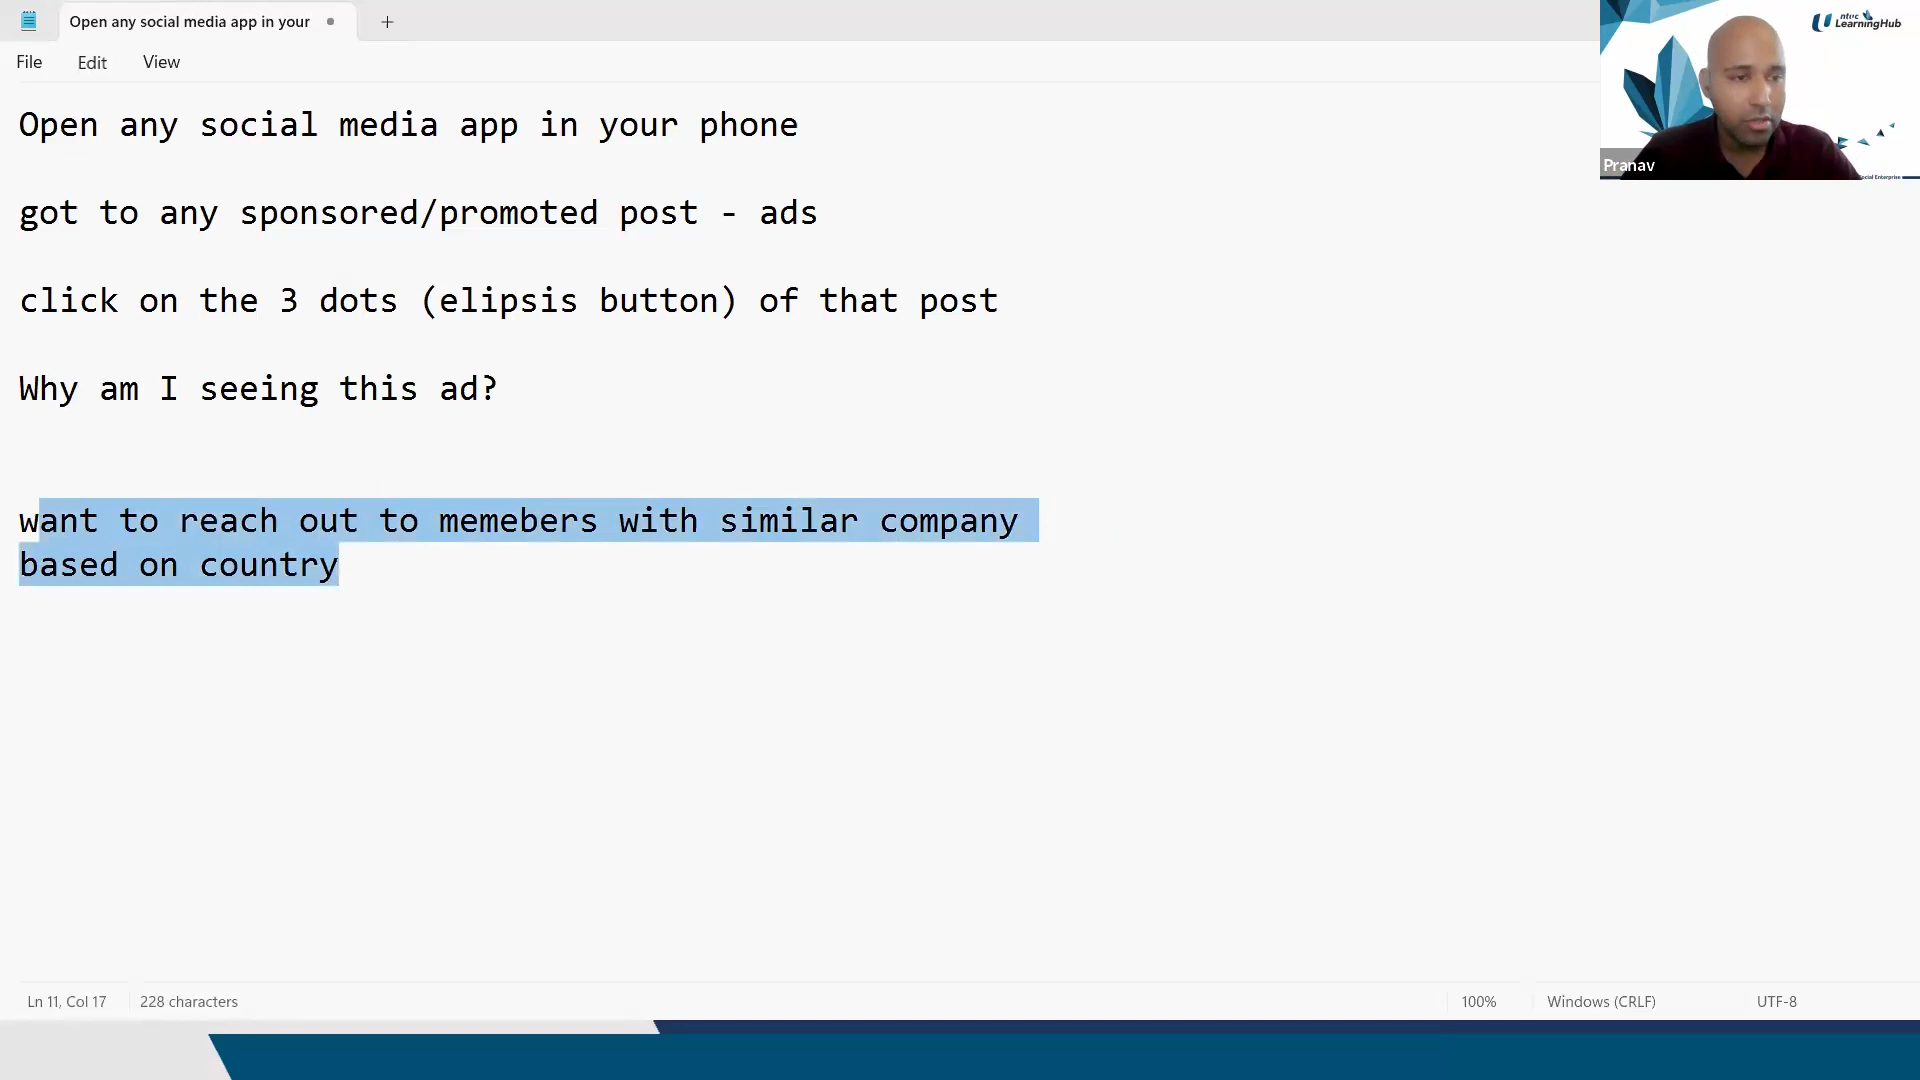 Open any social media app in your
File Edit View
ntuc
LearningHub
Pranav
Social Enterprise
Open any social media app in your phone
got to any sponsored/promoted post - ads
click on the 3 dots (elipsis button) of that post
Why am I seeing this ad?
want to reach out to memebers with similar company
based on country
Ln 11, Col 17 228 characters 100% Windows (CRLF) UTF-8